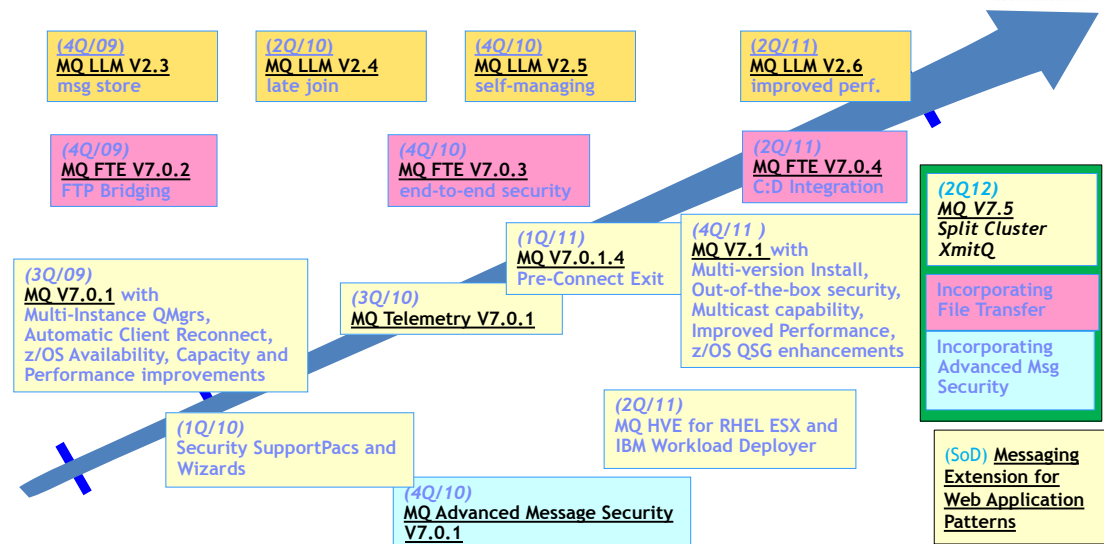 (4Q/09)
MQ LLM V2.3
msg store
(2Q/10)
MQ LLM V2.4
late join
(4Q/10)
MQ LLM V2.5
self-managing
(2Q/11)
MQ LLM V2.6
improved perf.
(4Q/09)
MQ FTE V7.0.2
FTP Bridging
(4Q/10)
MQ FTE V7.0.3
end-to-end security
(2Q/11)
MQ FTE V7.0.4
C:D Integration
(2Q12)
MQ V7.5
Split Cluster
XmitQ
Incorporating
File Transfer
Incorporating
Advanced Msg
Security
(3Q/09)
MQ V7.0.1 with
Multi-Instance QMgrs,
Automatic Client Reconnect,
z/OS Availability, Capacity and
Performance improvements
(3Q/10)
MQ Telemetry V7.0.1
(1Q/11)
MQ V7.0.1.4
Pre-Connect Exit
(4Q/11 )
MQ V7.1 with
Multi-version Install,
Out-of-the-box security,
Multicast capability,
Improved Performance,
z/OS QSG enhancements
(1Q/10)
Security SupportPacs and
Wizards
(2Q/11)
MQ HVE for RHEL ESX and
IBM Workload Deployer
(4Q/10)
MQ Advanced Message Security
V7.0.1
(SoD) Messaging
Extension for
Web Application
Patterns